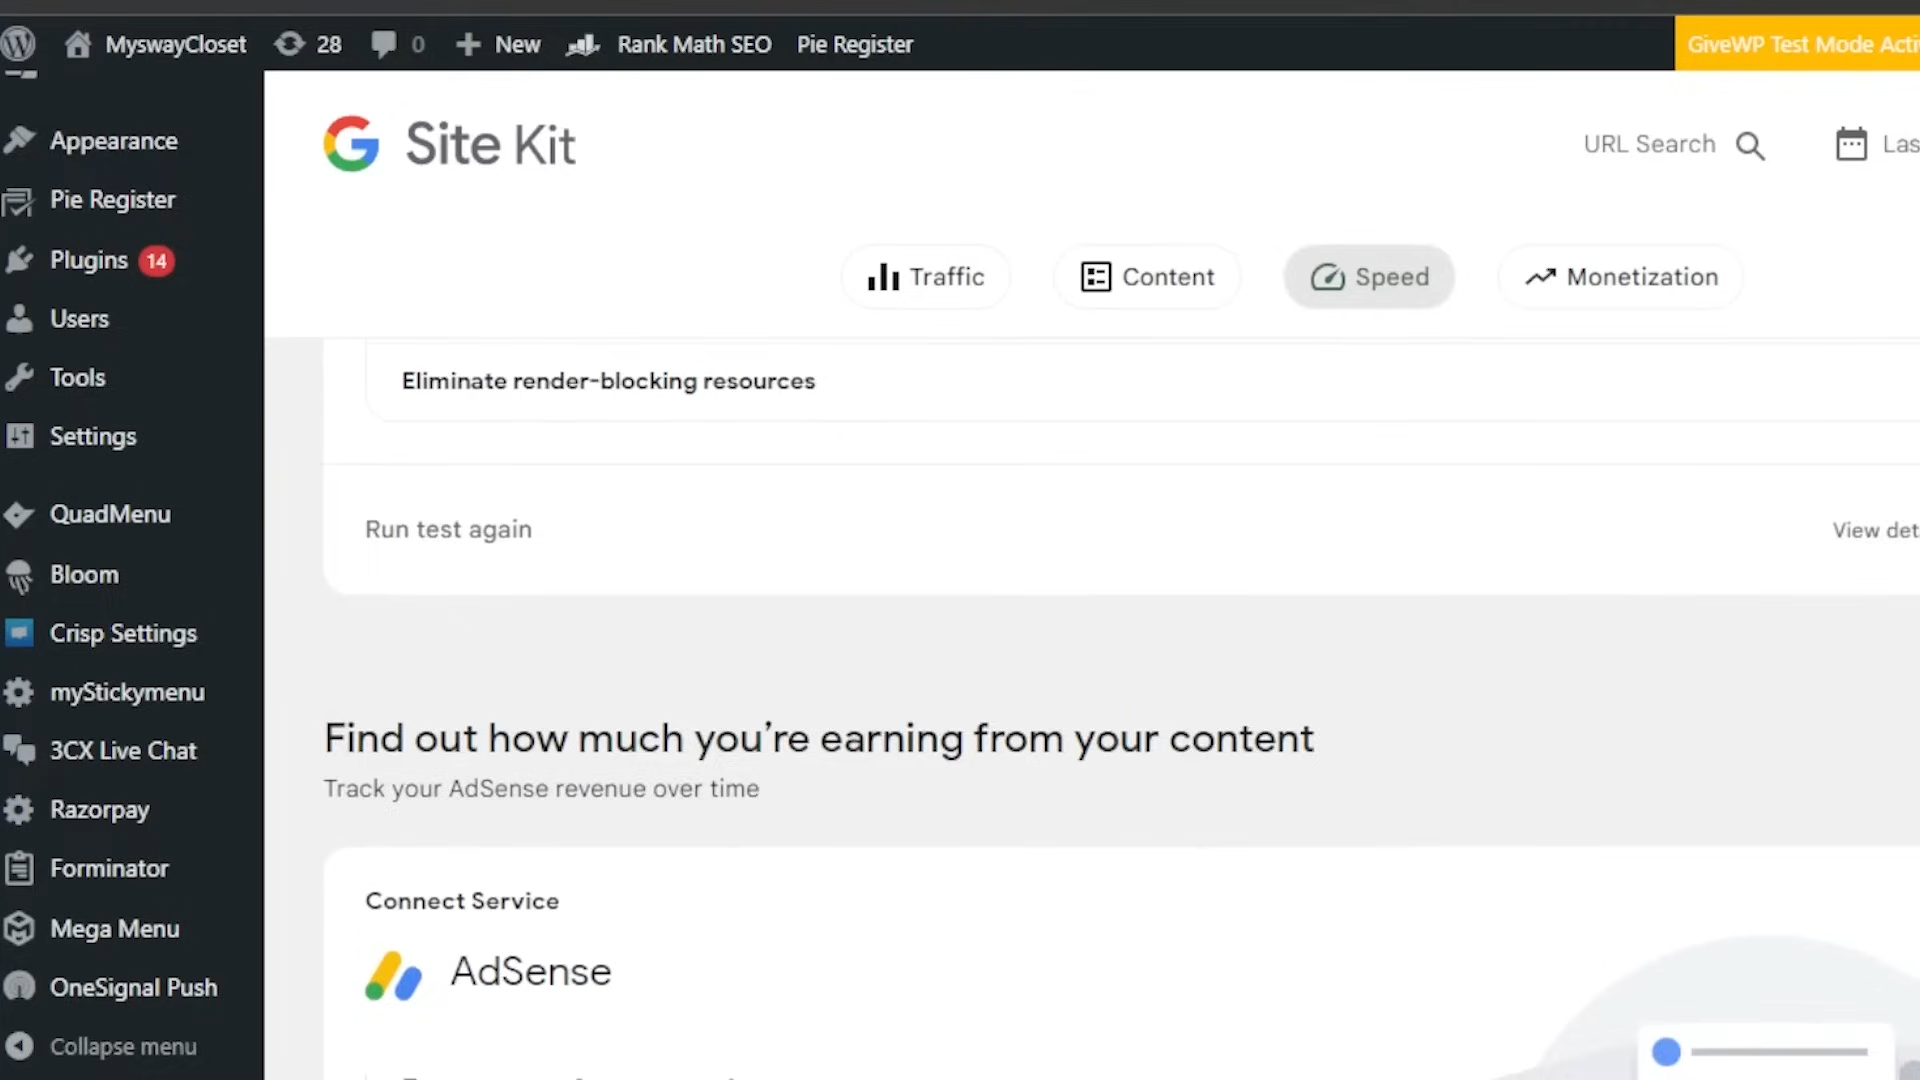 MyswayCloset 28 0 New Rank Math SEO Pie Register GiveWP Test Mode Acti
Appearance
Pie Register
Plugins 14
Users
Tools
Settings
QuadMenu
Bloom
Crisp Settings
myStickymenu
3CX Live Chat
Razorpay
Forminator
Mega Menu
OneSignal Push
Collapse menu
Site Kit
URL Search Las
Traffic Content Speed Monetization
Eliminate render-blocking resources
Run test again View det
Find out how much you’re earning from your content
Track your AdSense revenue over time
Connect Service
AdSense